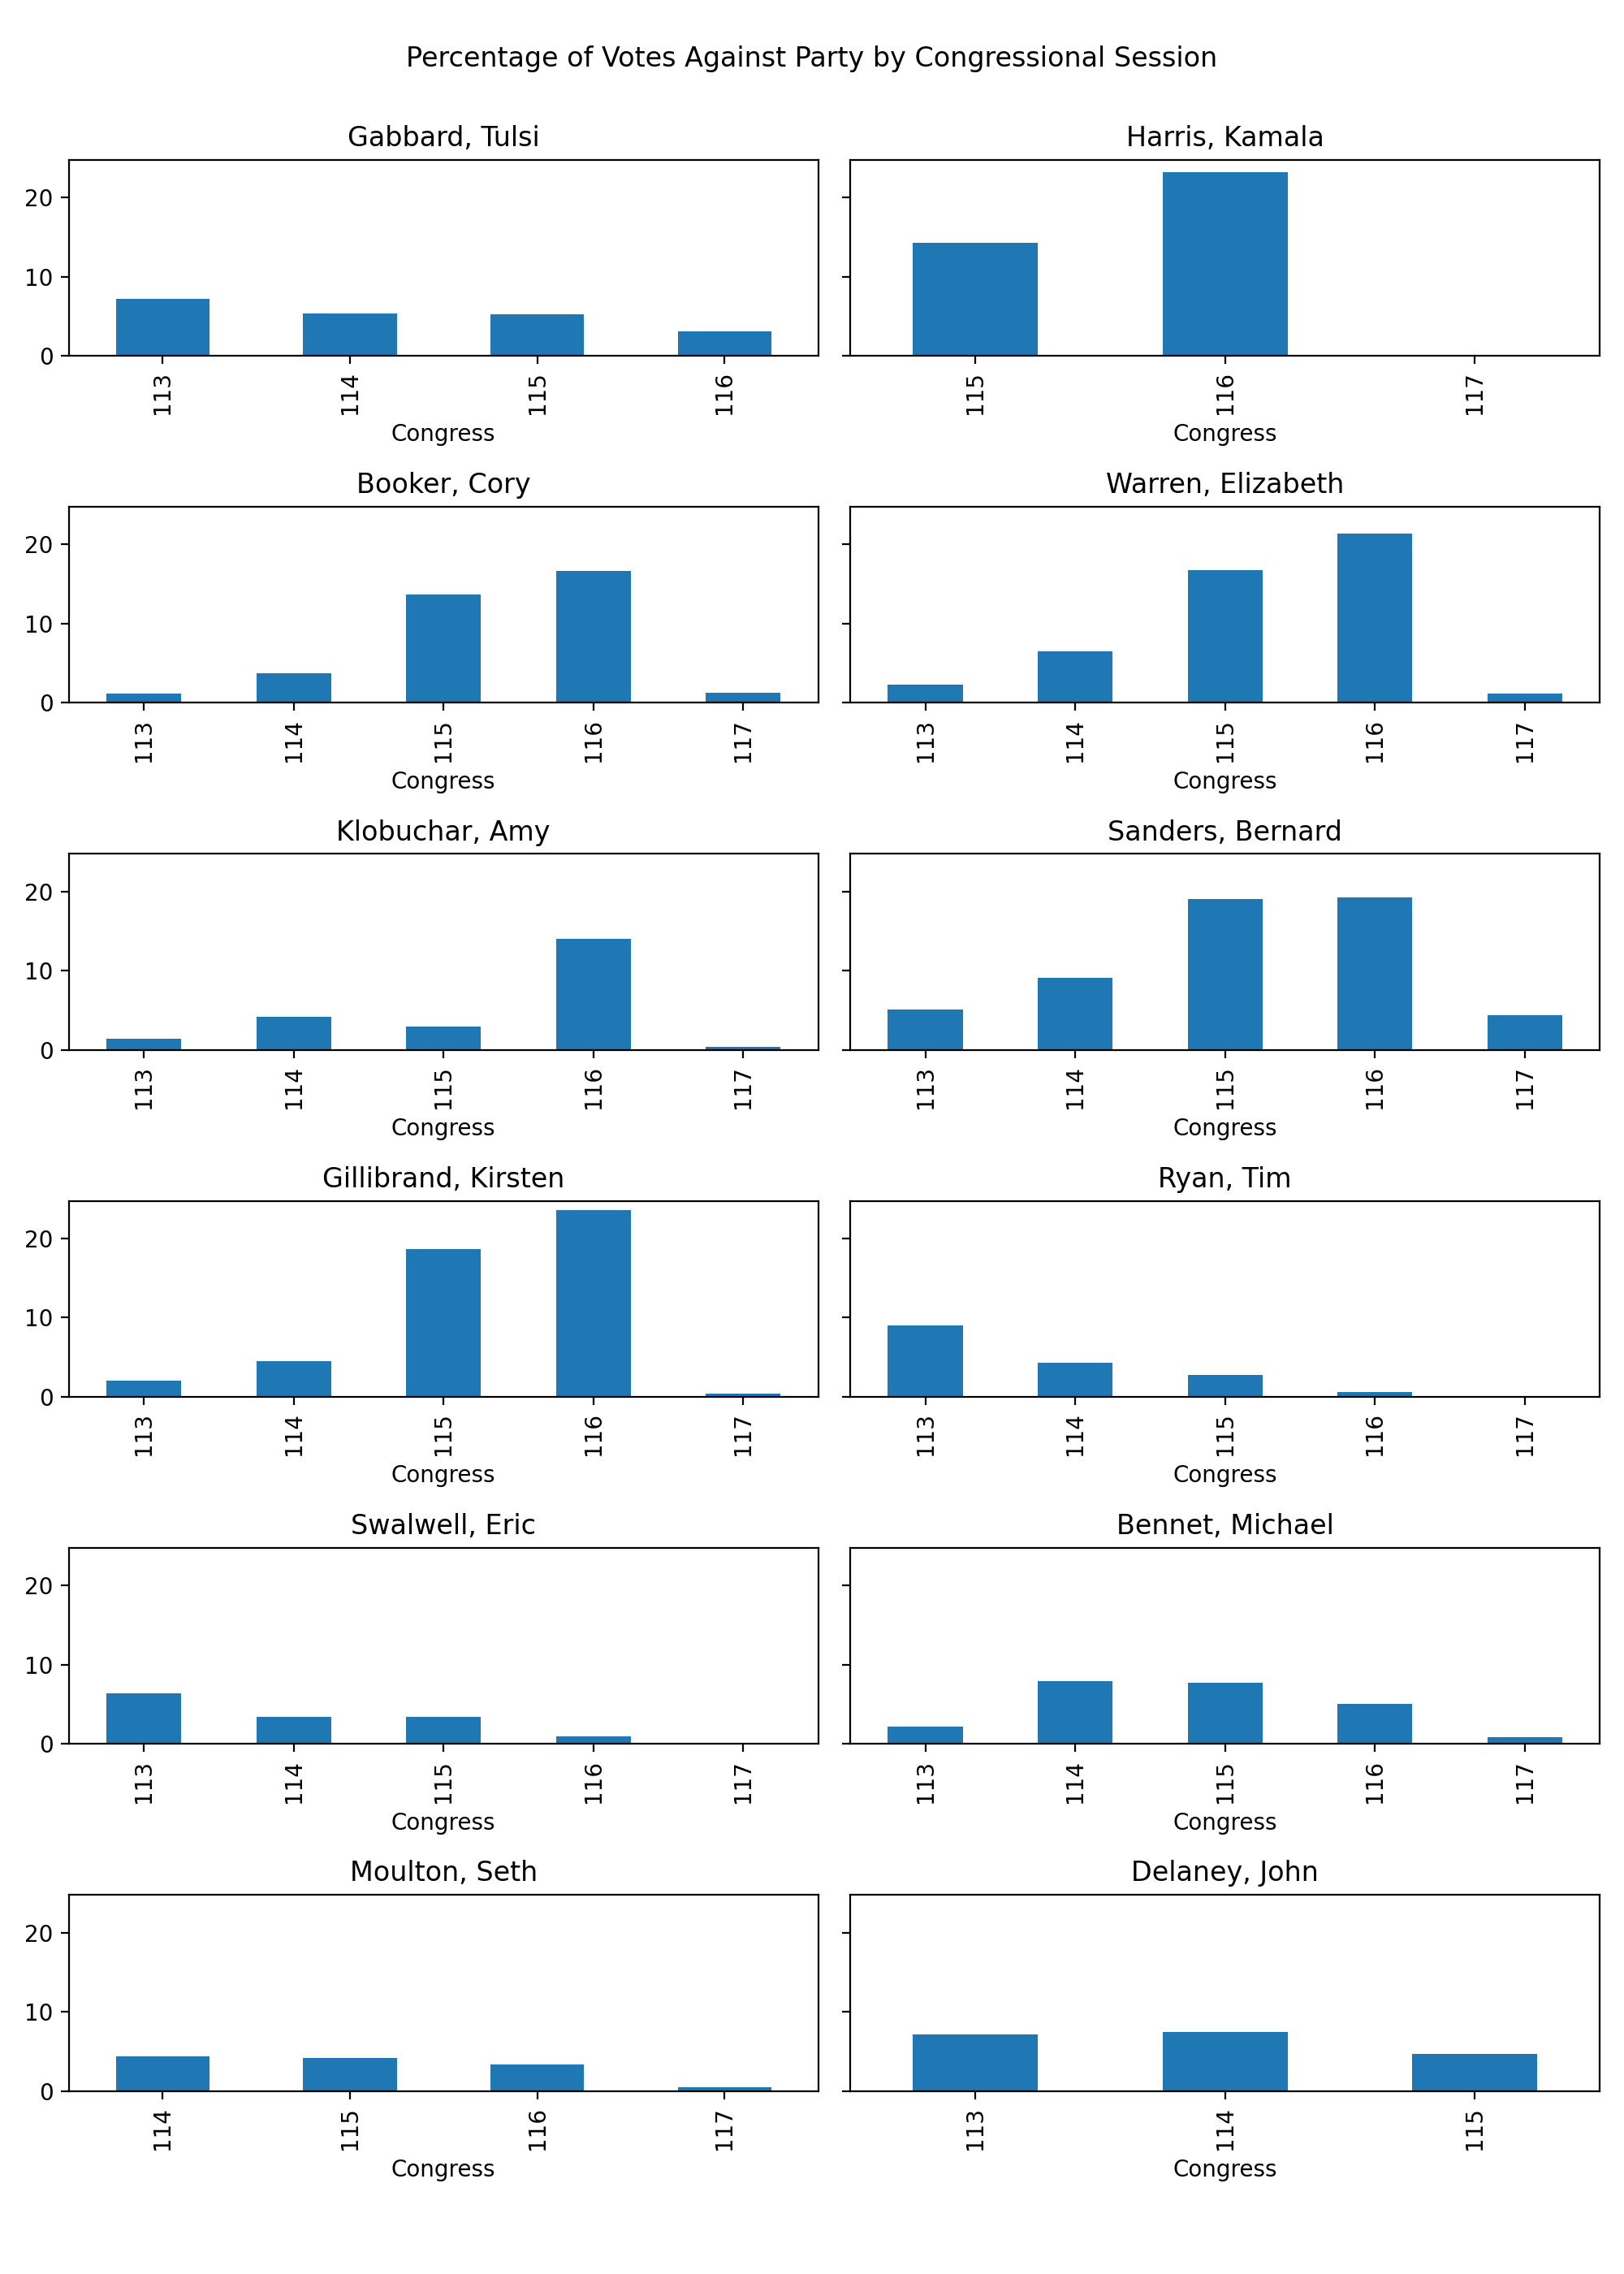 Percentage of Votes Against Party by Congressional Session
Gabbard, Tulsi
20
10
0
113 114 115 116
Congress
Harris, Kamala
115 116 117
Congress
Booker, Cory
20
10
0
113 114 115 116 117
Congress
Warren, Elizabeth
113 114 115 116 117
Congress
Klobuchar, Amy
20
10
0
113 114 115 116 117
Congress
Sanders, Bernard
113 114 115 116 117
Congress
Gillibrand, Kirsten
20
10
0
113 114 115 116 117
Congress
Ryan, Tim
113 114 115 116 117
Congress
Swalwell, Eric
20
10
0
113 114 115 116 117
Congress
Bennet, Michael
113 114 115 116 117
Congress
Moulton, Seth
20
10
0
114 115 116 117
Congress
Delaney, John
113 114 115
Congress